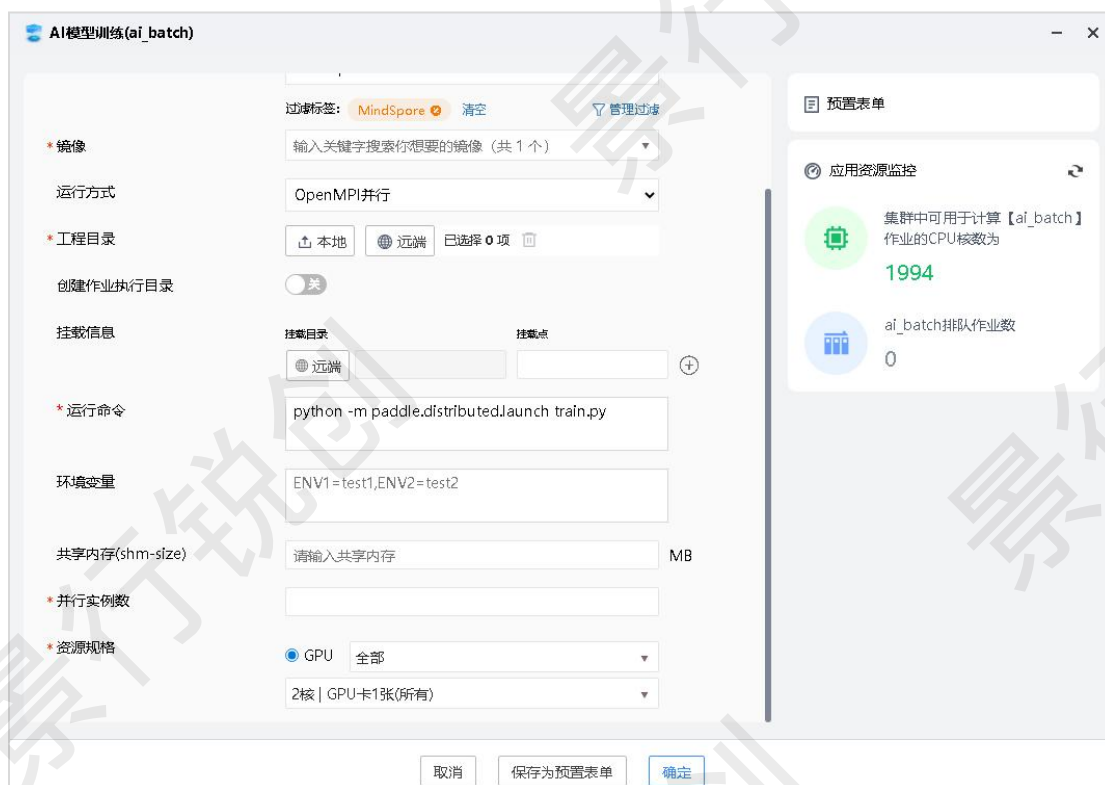 AI模型训练(ai_batch)
过滤标签: MindSpore 清空 管理过滤
*镜像 输入关键字搜索你想要的镜像（共 1 个）
运行方式 OpenMPI并行
*工程目录 本地 远端 已选择 0 项
创建作业执行目录 关
挂载信息 挂载目录 挂载点
远端
*运行命令 python -m paddle.distributed.launch train.py
环境变量 ENV1=test1,ENV2=test2
共享内存(shm-size) 请输入共享内存 MB
*并行实例数
*资源规格 GPU 全部
2核 | GPU卡1张(所有)
取消 保存为预置表单 确定
预置表单
应用资源监控
集群中可用于计算【ai_batch】
作业的CPU核数为
1994
ai_batch排队作业数
0
景行锐创
景行
景行